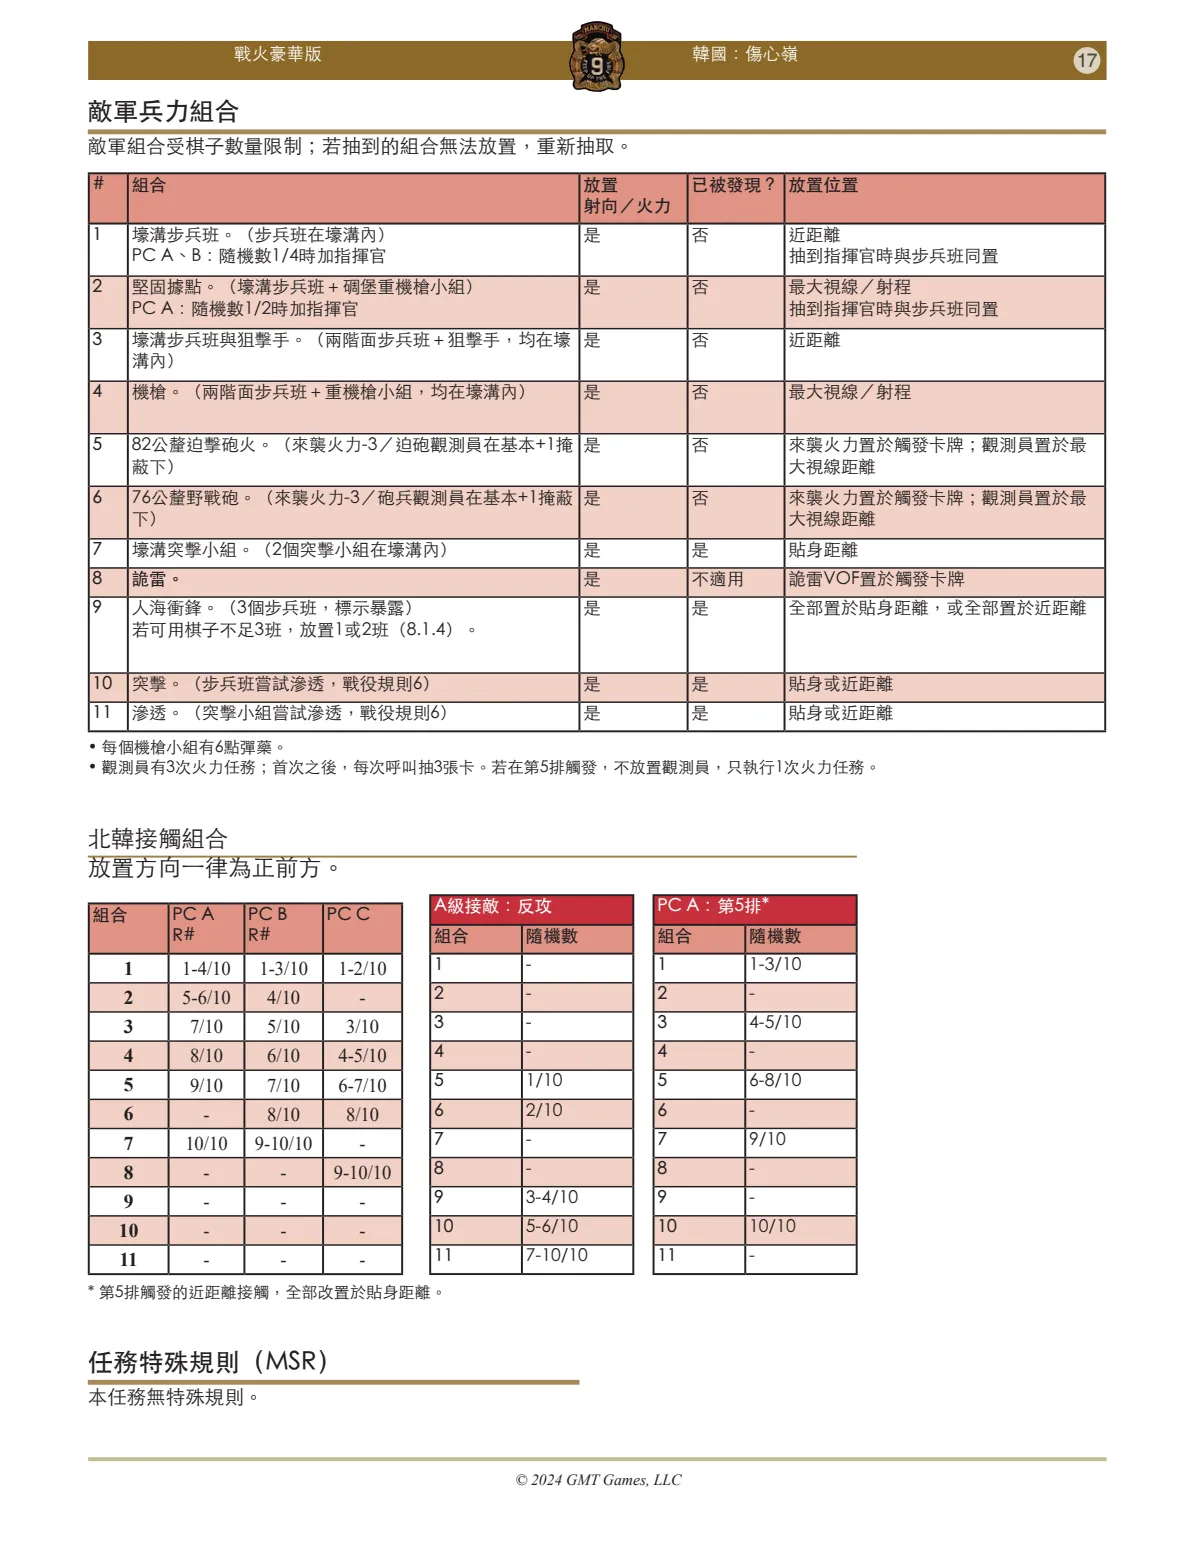 戰火豪華版
MANCHU
9
韓國：傷心嶺
17
敵軍兵力組合
敵軍組合受棋子數量限制；若抽到的組合無法放置，重新抽取。
# 組合 放置 已被發現？ 放置位置
射向／火力
1 壕溝步兵班。（步兵班在壕溝內） 是 否 近距離
PC A、B：隨機數1/4時加指揮官 抽到指揮官時與步兵班同置
2 堅固據點。（壕溝步兵班＋碉堡重機槍小組） 是 否 最大視線／射程
PC A：隨機數1/2時加指揮官 抽到指揮官時與步兵班同置
3 壕溝步兵班與狙擊手。（兩階面步兵班＋狙擊手，均在壕 是 否 近距離
溝內）
4 機槍。（兩階面步兵班＋重機槍小組，均在壕溝內） 是 否 最大視線／射程
5 82公釐迫擊砲火。（來襲火力-3／迫砲觀測員在基本+1掩 是 否 來襲火力置於觸發卡牌；觀測員置於最
蔽下） 大視線距離
6 76公釐野戰砲。（來襲火力-3／砲兵觀測員在基本+1掩蔽 是 否 來襲火力置於觸發卡牌；觀測員置於最
下） 大視線距離
7 壕溝突擊小組。（2個突擊小組在壕溝內） 是 是 貼身距離
8 詭雷。 是 不適用 詭雷VOF置於觸發卡牌
9 人海衝鋒。（3個步兵班，標示暴露） 是 是 全部置於貼身距離，或全部置於近距離
若可用棋子不足3班，放置1或2班（8.1.4）。
10 突擊。（步兵班嘗試滲透，戰役規則6） 是 是 貼身或近距離
11 滲透。（突擊小組嘗試滲透，戰役規則6） 是 是 貼身或近距離
• 每個機槍小組有6點彈藥。
• 觀測員有3次火力任務；首次之後，每次呼叫抽3張卡。若在第5排觸發，不放置觀測員，只執行1次火力任務。
北韓接觸組合
放置方向一律為正前方。
組合 PC A PC B PC C
R# R#
1 1-4/10 1-3/10 1-2/10
2 5-6/10 4/10 -
3 7/10 5/10 3/10
4 8/10 6/10 4-5/10
5 9/10 7/10 6-7/10
6 - 8/10 8/10
7 10/10 9-10/10 -
8 - - 9-10/10
9 - - -
10 - - -
11 - - -
A級接敵：反攻
組合 隨機數
1 -
2 -
3 -
4 -
5 1/10
6 2/10
7 -
8 -
9 3-4/10
10 5-6/10
11 7-10/10
PC A：第5排*
組合 隨機數
1 1-3/10
2 -
3 4-5/10
4 -
5 6-8/10
6 -
7 9/10
8 -
9 -
10 10/10
11 -
* 第5排觸發的近距離接觸，全部改置於貼身距離。
任務特殊規則（MSR）
本任務無特殊規則。
© 2024 GMT Games, LLC